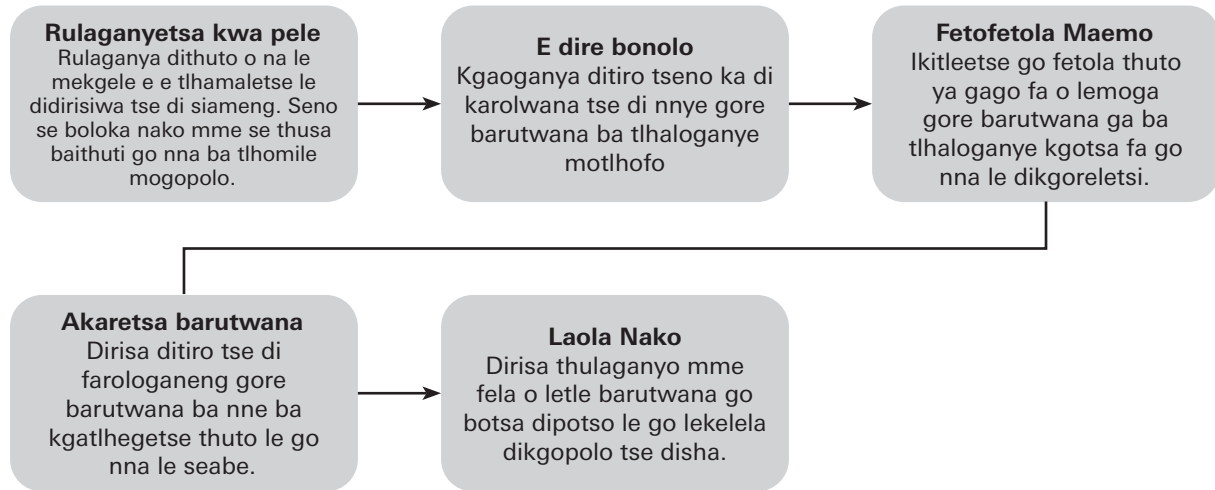 Rulaganyetsa kwa pele
Rulaganya dithuto o na le
mekgele e e tlhamaletse le
didirisiwa tse di siameng. Seno
se boloka nako mme se thusa
baithuti go nna ba tlhomile
mogopolo.
E dire bonolo
Kgaoganya ditiro tseno ka di
karolwana tse di nnye gore
barutwana ba tlhaloganye
motlhofo
Fetofetola Maemo
Ikitleetse go fetola thuto
ya gago fa o lemoga
gore barutwana ga ba
tlhaloganye kgotsa fa go
nna le dikgoreletsi.
Akaretsa barutwana
Dirisa ditiro tse di
farologaneng gore
barutwana ba nne ba
kgatlhegetse thuto le go
nna le seabe.
Laola Nako
Dirisa thulaganyo mme
fela o letle barutwano go
botsa dipotso le go lekelela
dikgopolo tse disha.